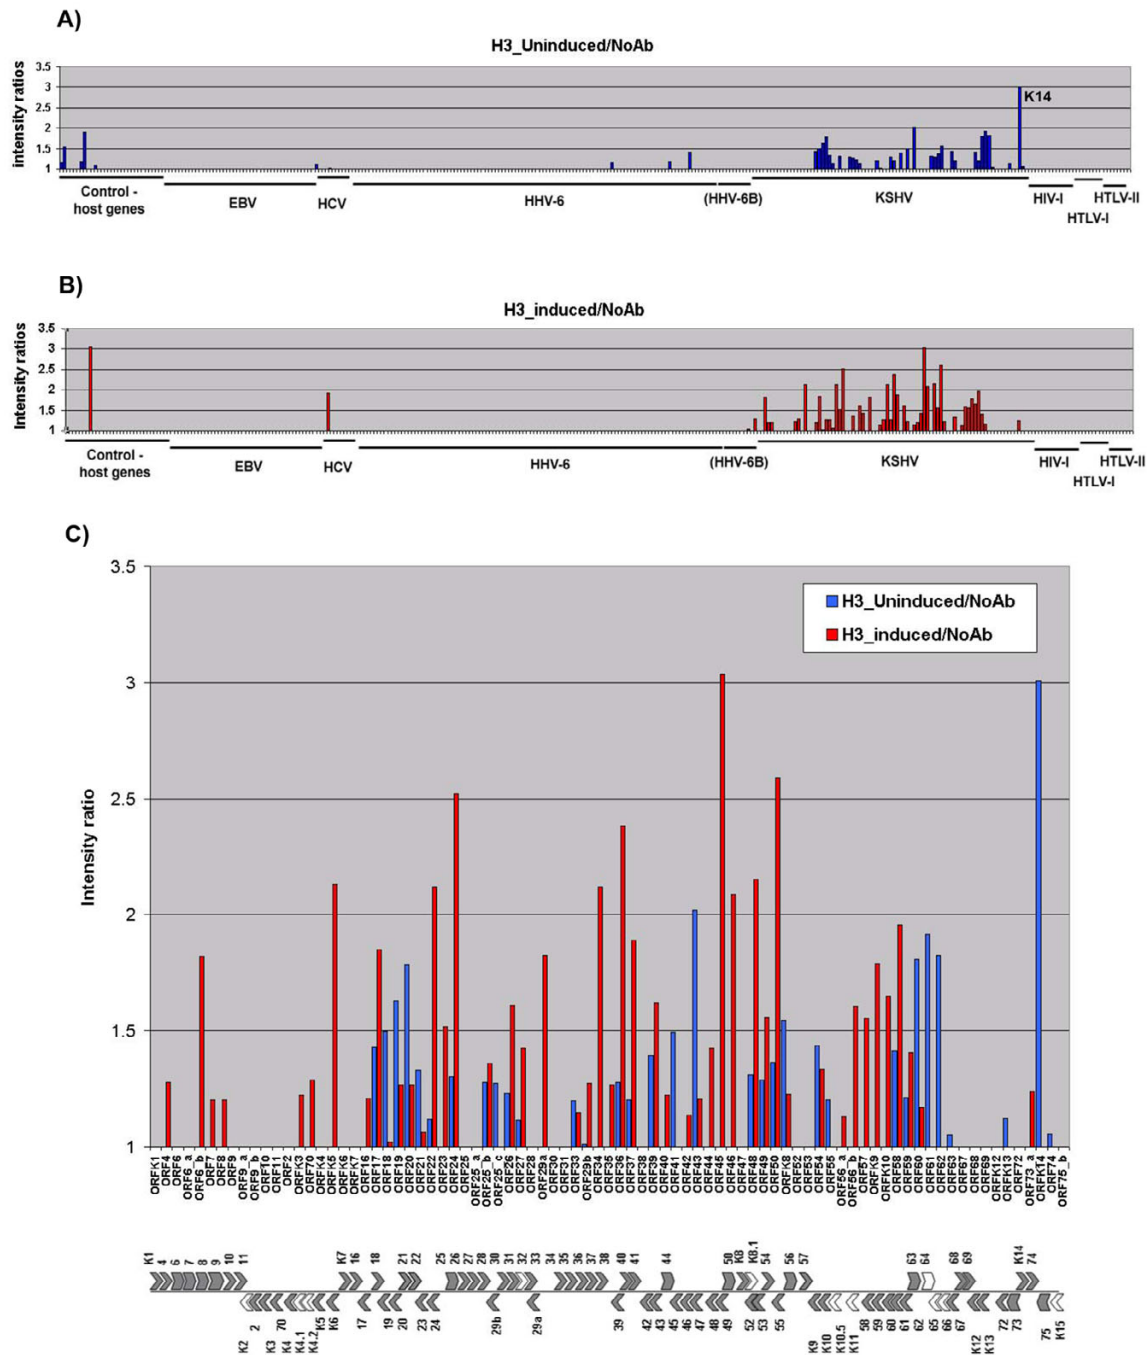 A)
H3_Uninduced/NoAb
intensity ratios
3.5
3
2.5
2
1.5
1
K14
Control -
host genes
EBV
HCV
HHV-6
(HHV-6B)
KSHV
HIV-I
HTLV-I
HTLV-II
B)
H3_induced/NoAb
Intensity ratios
3.5
3
2.5
2
1.5
1
Control -
host genes
EBV
HCV
HHV-6
(HHV-6B)
KSHV
HIV-I
HTLV-I
HTLV-II
C)
Intensity ratio
3.5
3
2.5
2
1.5
1
H3_Uninduced/NoAb
H3_induced/NoAb
ORFK1
ORF4
ORF6
ORF6_a
ORF6_b
ORF7
ORF8
ORF9
ORF9_a
ORF9_b
ORF10
ORF11
ORF2
ORFK3
ORF70
ORFK4
ORFK5
ORFK6
ORFK7
ORF16
ORF17
ORF18
ORF19
ORF20
ORF21
ORF22
ORF23
ORF24
ORF25
ORF25_a
ORF25_b
ORF25_c
ORF26
ORF27
ORF28
ORF29a
ORF30
ORF31
ORF33
ORF29b
ORF34
ORF35
ORF36
ORF37
ORF38
ORF39
ORF40
ORF41
ORF42
ORF43
ORF44
ORF45
ORF46
ORF47
ORF48
ORF49
ORF50
ORFK8
ORF52
ORF53
ORF54
ORF55
ORF56_a
ORF56_b
ORF57
ORFK9
ORFK10
ORF58
ORF59
ORF60
ORF61
ORF62
ORF63
ORF67
ORF68
ORF69
ORFK12
ORFK13
ORF72
ORF73_a
ORFK14
ORF74
ORF75_b
K1 4 6 7 8 9 10 11 K7 16 18 21 22 25 26 27 28 30 31 32 33 34 35 36 37 38 40 41 44 50 K8 K8.1 54 56 57 63 64 68 69 K14 74
K2 2 K3 70 K4 K4.1 K4.2 K5 K6 17 19 20 23 24 29b 29a 39 42 43 45 46 47 48 49 52 53 55 K9 K10 K10.5 K11 58 59 60 61 62 65 66 67 K12 K13 72 73 75 K15